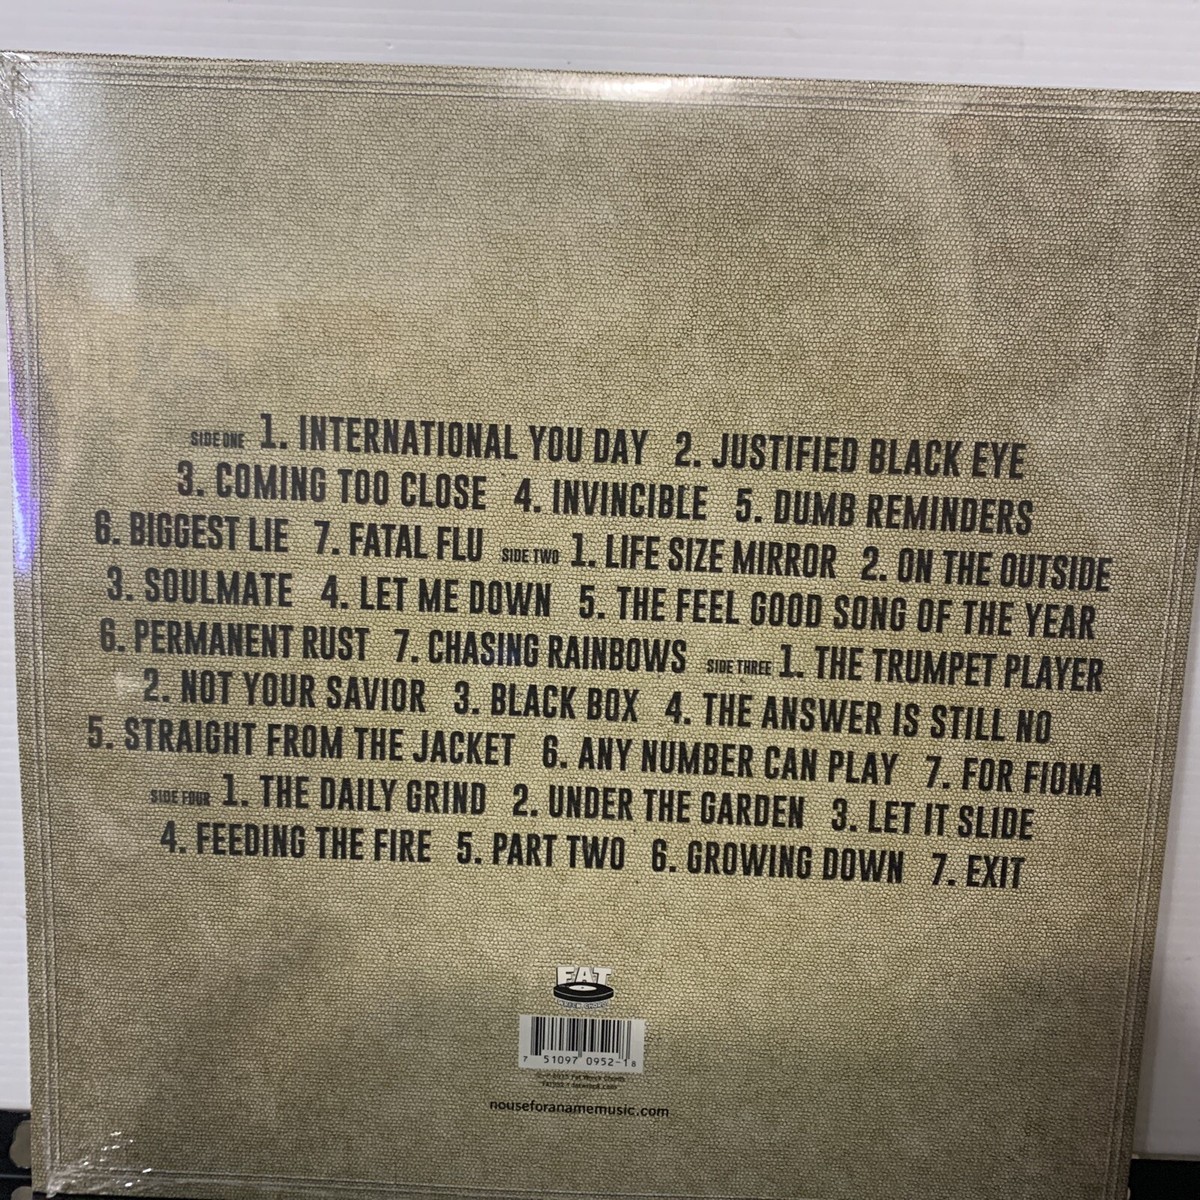 SIDE ONE 1. INTERNATIONAL YOU DAY 2. JUSTIFIED BLACK EYE
3. COMING TOO CLOSE 4. INVINCIBLE 5. DUMB REMINDERS
6. BIGGEST LIE 7. FATAL FLU SIDE TWO 1. LIFE SIZE MIRROR 2. ON THE OUTSIDE
3. SOULMATE 4. LET ME DOWN 5. THE FEEL GOOD SONG OF THE YEAR
6. PERMANENT RUST 7. CHASING RAINBOWS SIDE THREE 1. THE TRUMPET PLAYER
2. NOT YOUR SAVIOR 3. BLACK BOX 4. THE ANSWER IS STILL NO
5. STRAIGHT FROM THE JACKET 6. ANY NUMBER CAN PLAY 7. FOR FIONA
SIDE FOUR 1. THE DAILY GRIND 2. UNDER THE GARDEN 3. LET IT SLIDE
4. FEEDING THE FIRE 5. PART TWO 6. GROWING DOWN 7. EXIT
FAT
WRECK CHORDS
7 51097 0952-1 8
Fat Wreck Chords
nouseforanamemusic.com